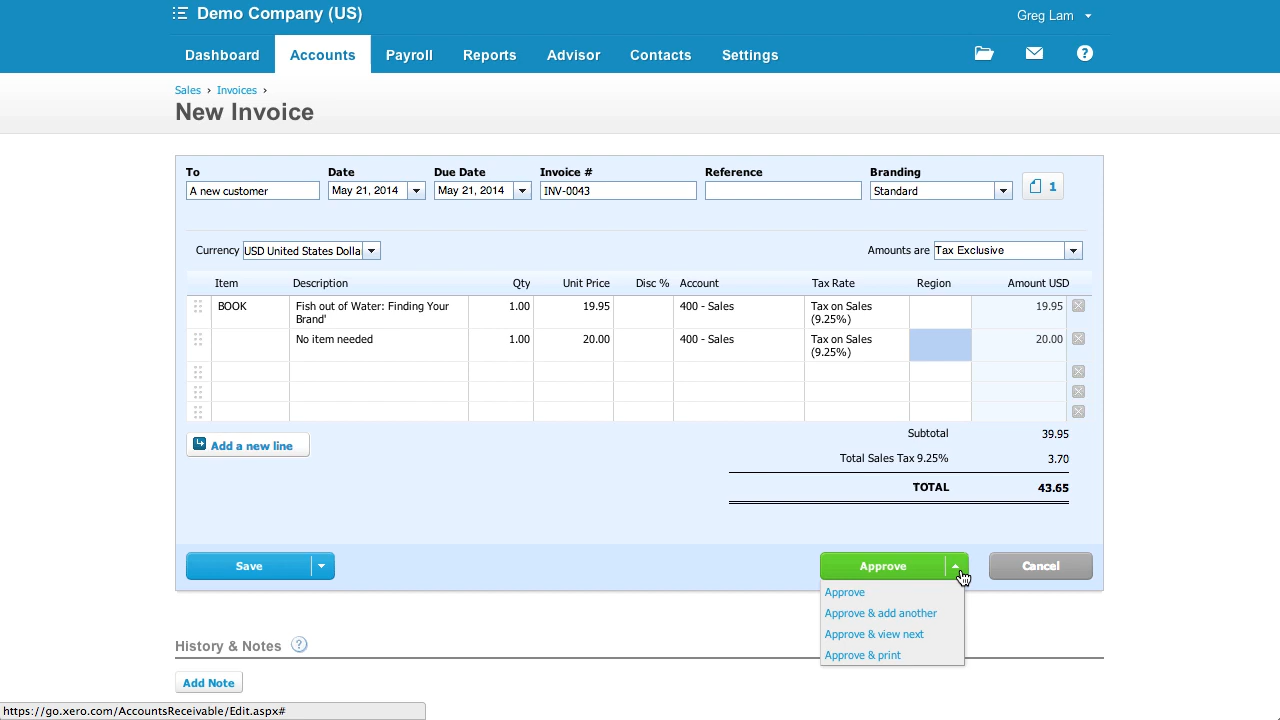 Demo Company (US)
Greg Lam
Dashboard Accounts Payroll Reports Advisor Contacts Settings ?
Sales › Invoices ›
New Invoice
To Date Due Date Invoice # Reference Branding
A new customer May 21, 2014 May 21, 2014 INV-0043 Standard 1
Currency USD United States Dolla Amounts are Tax Exclusive
Item Description Qty Unit Price Disc % Account Tax Rate Region Amount USD
BOOK Fish out of Water: Finding Your 1.00 19.95 400 - Sales Tax on Sales 19.95
Brand' (9.25%)
No item needed 1.00 20.00 400 - Sales Tax on Sales 20.00
(9.25%)
Subtotal 39.95
Add a new line
Total Sales Tax 9.25% 3.70
TOTAL 43.65
Save Approve Cancel
Approve
Approve & add another
Approve & view next
Approve & print
History & Notes ?
Add Note
https://go.xero.com/AccountsReceivable/Edit.aspx#